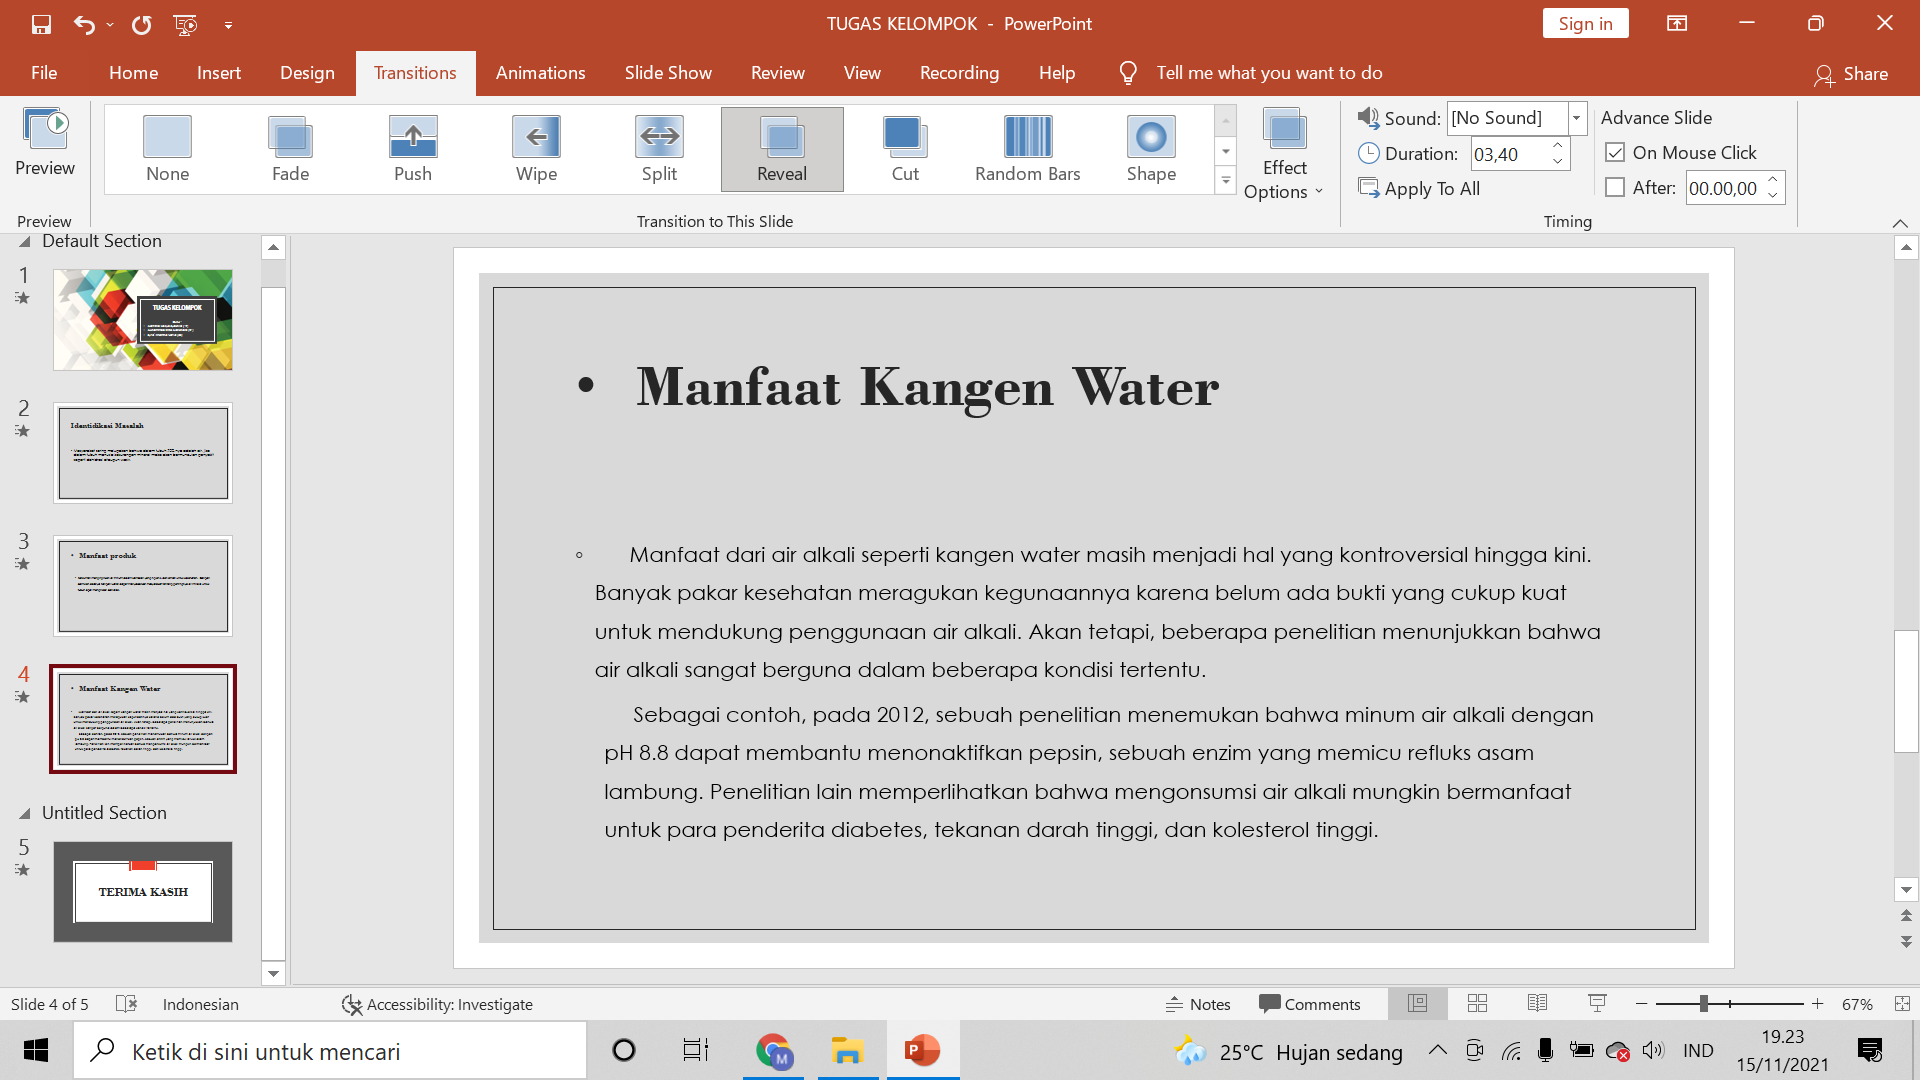 TUGAS KELOMPOK - PowerPoint
Sign in
File Home Insert Design Transitions Animations Slide Show Review View Recording Help Tell me what you want to do Share
Preview
None Fade Push Wipe Split Reveal Cut Random Bars Shape
Effect Options
Sound: [No Sound]
Duration: 03,40
Apply To All
Advance Slide
On Mouse Click
After: 00.00,00
Preview Transition to This Slide Timing
Default Section
1
TUGAS KELOMPOK
2
Identidikasi Masalah
3
• Manfaat produk
4
• Manfaat Kangen Water
Untitled Section
5
TERIMA KASIH
• Manfaat Kangen Water
◦ Manfaat dari air alkali seperti kangen water masih menjadi hal yang kontroversial hingga kini.
Banyak pakar kesehatan meragukan kegunaannya karena belum ada bukti yang cukup kuat
untuk mendukung penggunaan air alkali. Akan tetapi, beberapa penelitian menunjukkan bahwa
air alkali sangat berguna dalam beberapa kondisi tertentu.
Sebagai contoh, pada 2012, sebuah penelitian menemukan bahwa minum air alkali dengan
pH 8.8 dapat membantu menonaktifkan pepsin, sebuah enzim yang memicu refluks asam
lambung. Penelitian lain memperlihatkan bahwa mengonsumsi air alkali mungkin bermanfaat
untuk para penderita diabetes, tekanan darah tinggi, dan kolesterol tinggi.
Slide 4 of 5 Indonesian Accessibility: Investigate Notes Comments 67%
Ketik di sini untuk mencari
M
P
25°C Hujan sedang
IND
19.23
15/11/2021